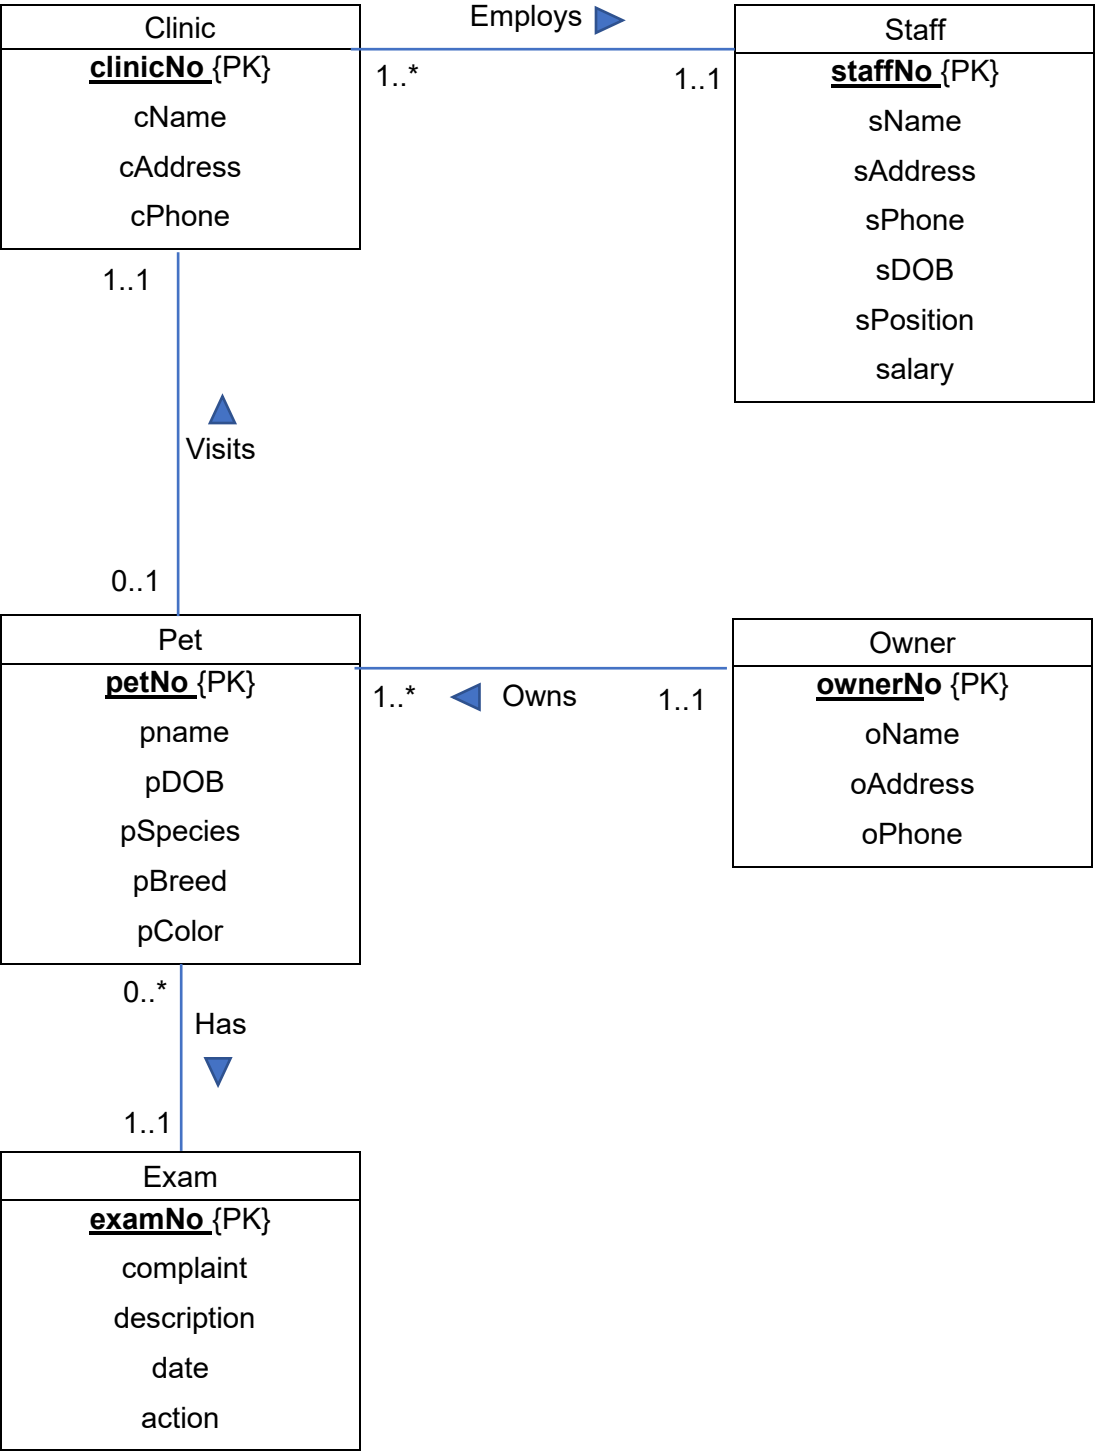 Clinic
clinicNo {PK}
cName
cAddress
cPhone
Employs
1..*
1..1
Staff
staffNo {PK}
sName
sAddress
sPhone
sDOB
sPosition
salary
1..1
Visits
0..1
Pet
petNo {PK}
pname
pDOB
pSpecies
pBreed
pColor
1..*
Owns
1..1
Owner
ownerNo {PK}
oName
oAddress
oPhone
0..*
Has
1..1
Exam
examNo {PK}
complaint
description
date
action